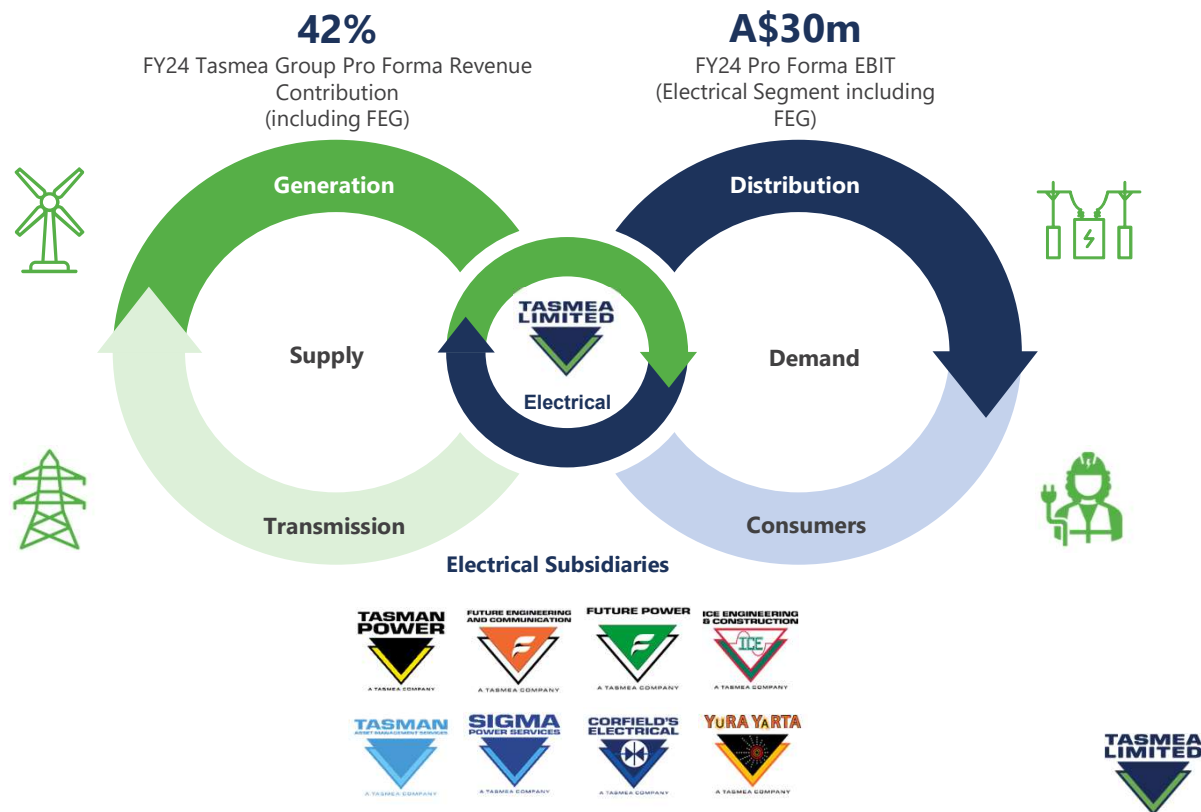 42%
FY24 Tasmea Group Pro Forma Revenue
Contribution
(including FEG)
A$30m
FY24 Pro Forma EBIT
(Electrical Segment including
FEG)
Generation
Distribution
TASMEA
LIMITED
Supply
Demand
Electrical
Transmission
Consumers
Electrical Subsidiaries
TASMAN
POWER
A TASMEA COMPANY
FUTURE ENGINEERING
AND COMMUNICATION
F
A TASMEA COMPANY
FUTURE POWER
F
A TASMEA COMPANY
ICE ENGINEERING
& CONSTRUCTION
ICE
A TASMEA COMPANY
TASMAN
ASSET MANAGEMENT SERVICES
A TASMEA COMPANY
SIGMA
POWER SERVICES
A TASMEA COMPANY
CORFIELD'S
ELECTRICAL
A TASMEA COMPANY
YURA YARTA
A TASMEA COMPANY
TASMEA
LIMITED